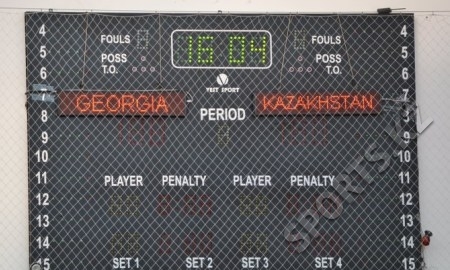 4 4
FOULS 16 04 FOULS
5 5
POSS POSS
T.O. T.O.
6 6
VEIT SPORT
7 7
GEORGIA KAZAKHSTAN
8 PERIOD 8
9 9
10 10
11 PLAYER PENALTY PLAYER PENALTY 11
12 12
13 13
14 14
15 SET 1 SET 2 SET 3 SET 4 15
SPORTS.KZ